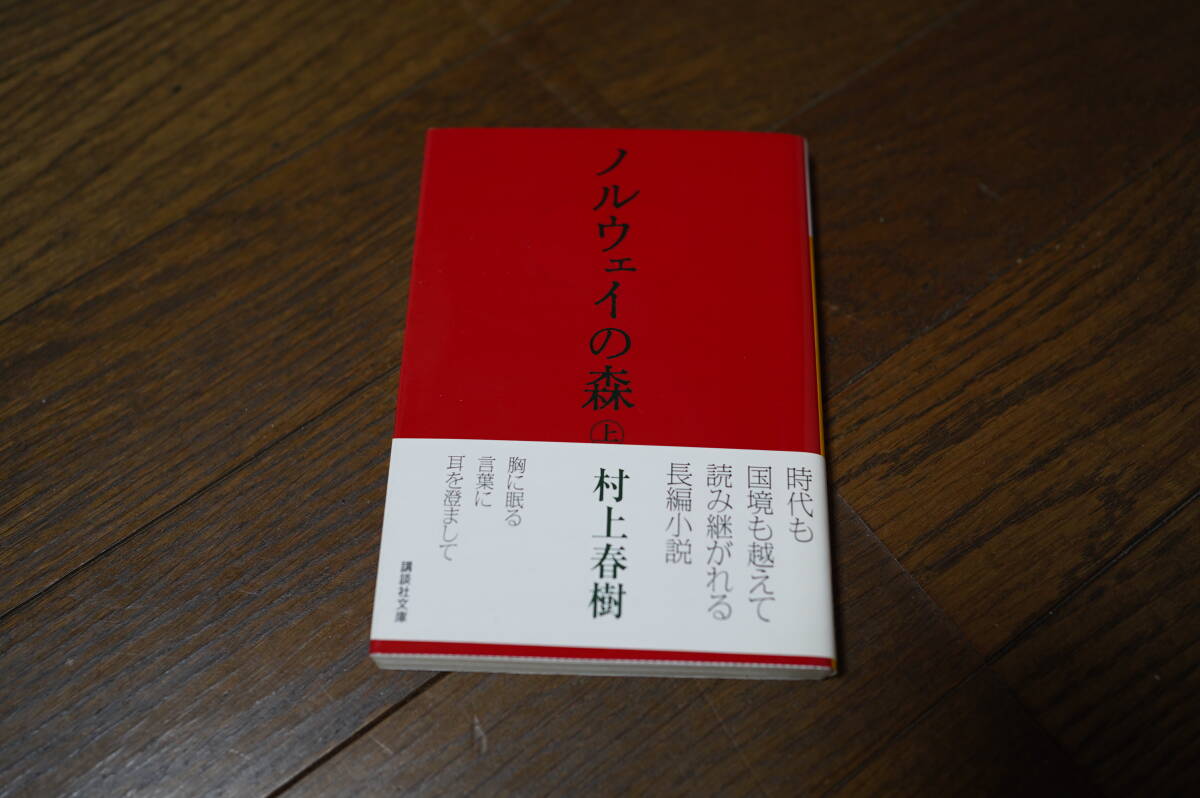 ノルウェイの森 上
時代も
国境も越えて
読み継がれる
長編小説
村上春樹
胸に眠る
言葉に
耳を澄まして
講談社文庫